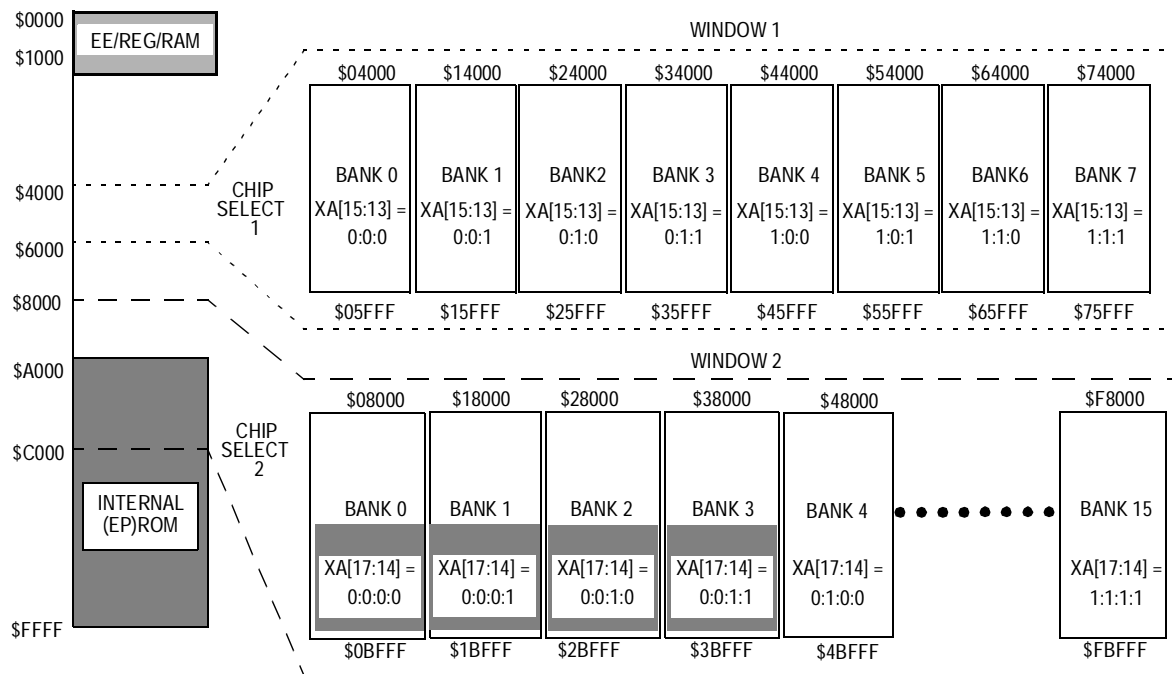 $0000
EE/REG/RAM
$1000
$4000
CHIP
SELECT
1
$6000
$8000
$A000
$C000
CHIP
SELECT
2
INTERNAL
(EP)ROM
$FFFF
WINDOW 1
$04000 $14000 $24000 $34000 $44000 $54000 $64000 $74000
BANK 0 BANK 1 BANK2 BANK 3 BANK 4 BANK 5 BANK6 BANK 7
XA[15:13] = XA[15:13] = XA[15:13] = XA[15:13] = XA[15:13] = XA[15:13] = XA[15:13] = XA[15:13] =
0:0:0 0:0:1 0:1:0 0:1:1 1:0:0 1:0:1 1:1:0 1:1:1
$05FFF $15FFF $25FFF $35FFF $45FFF $55FFF $65FFF $75FFF
WINDOW 2
$08000 $18000 $28000 $38000 $48000 $F8000
BANK 0 BANK 1 BANK 2 BANK 3 BANK 4 BANK 15
XA[17:14] = XA[17:14] = XA[17:14] = XA[17:14] = XA[17:14] = XA[17:14] =
0:0:0:0 0:0:0:1 0:0:1:0 0:0:1:1 0:1:0:0 1:1:1:1
$0BFFF $1BFFF $2BFFF $3BFFF $4BFFF $FBFFF